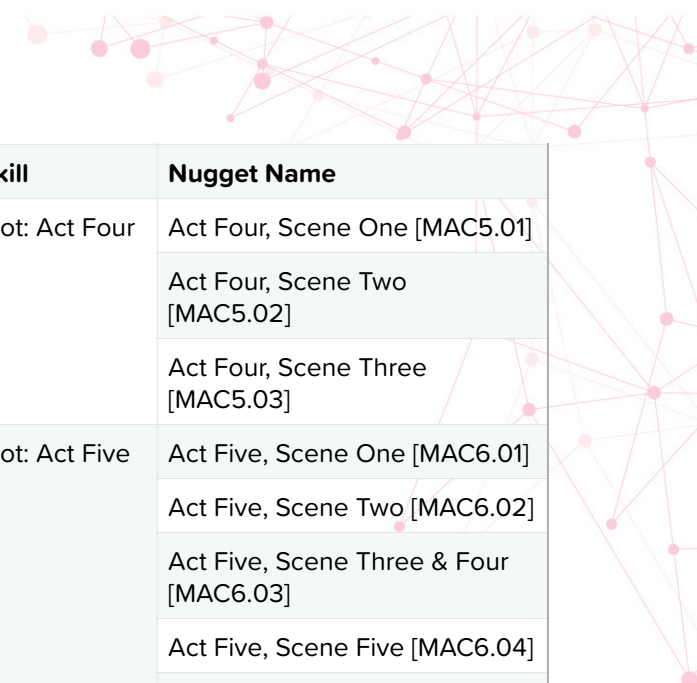 kill Nugget Name
ot: Act Four Act Four, Scene One [MAC5.01]
Act Four, Scene Two
[MAC5.02]
Act Four, Scene Three
[MAC5.03]
ot: Act Five Act Five, Scene One [MAC6.01]
Act Five, Scene Two [MAC6.02]
Act Five, Scene Three & Four
[MAC6.03]
Act Five, Scene Five [MAC6.04]